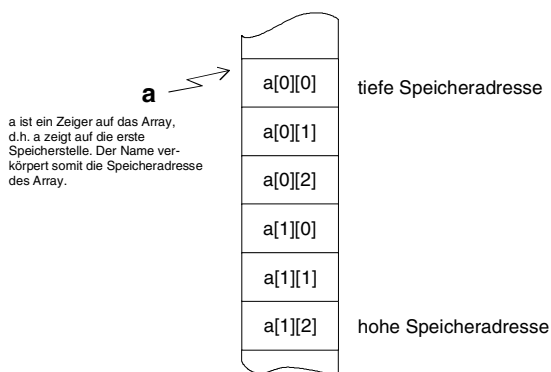 a[0][0]
tiefe Speicheradresse
a
a ist ein Zeiger auf das Array,
d.h. a zeigt auf die erste
Speicherstelle. Der Name ver-
körpert somit die Speicheradresse
des Array.
a[0][1]
a[0][2]
a[1][0]
a[1][1]
a[1][2]
hohe Speicheradresse